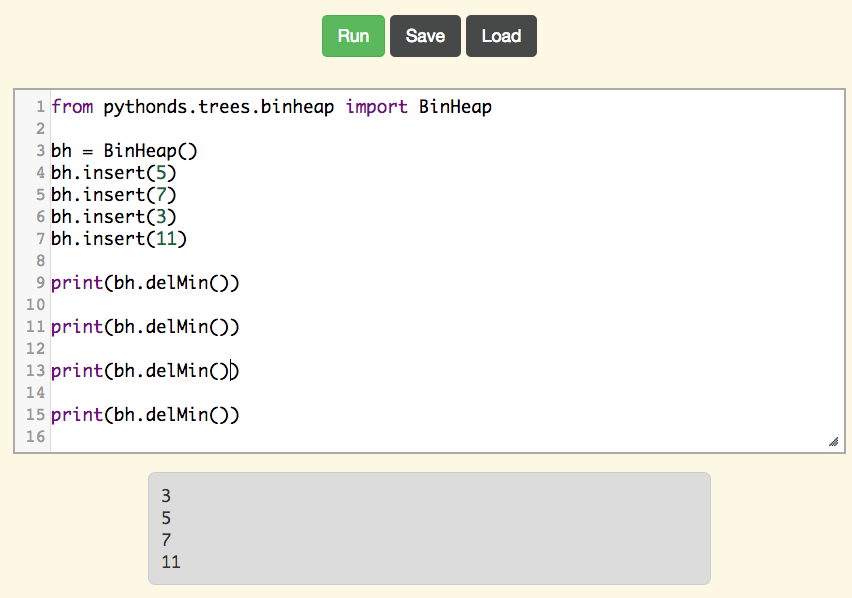 Run Save Load
1 from pythonds.trees.binheap import BinHeap
2
3 bh = BinHeap()
4 bh.insert(5)
5 bh.insert(7)
6 bh.insert(3)
7 bh.insert(11)
8
9 print(bh.delMin())
10
11 print(bh.delMin())
12
13 print(bh.delMin())
14
15 print(bh.delMin())
16
3
5
7
11